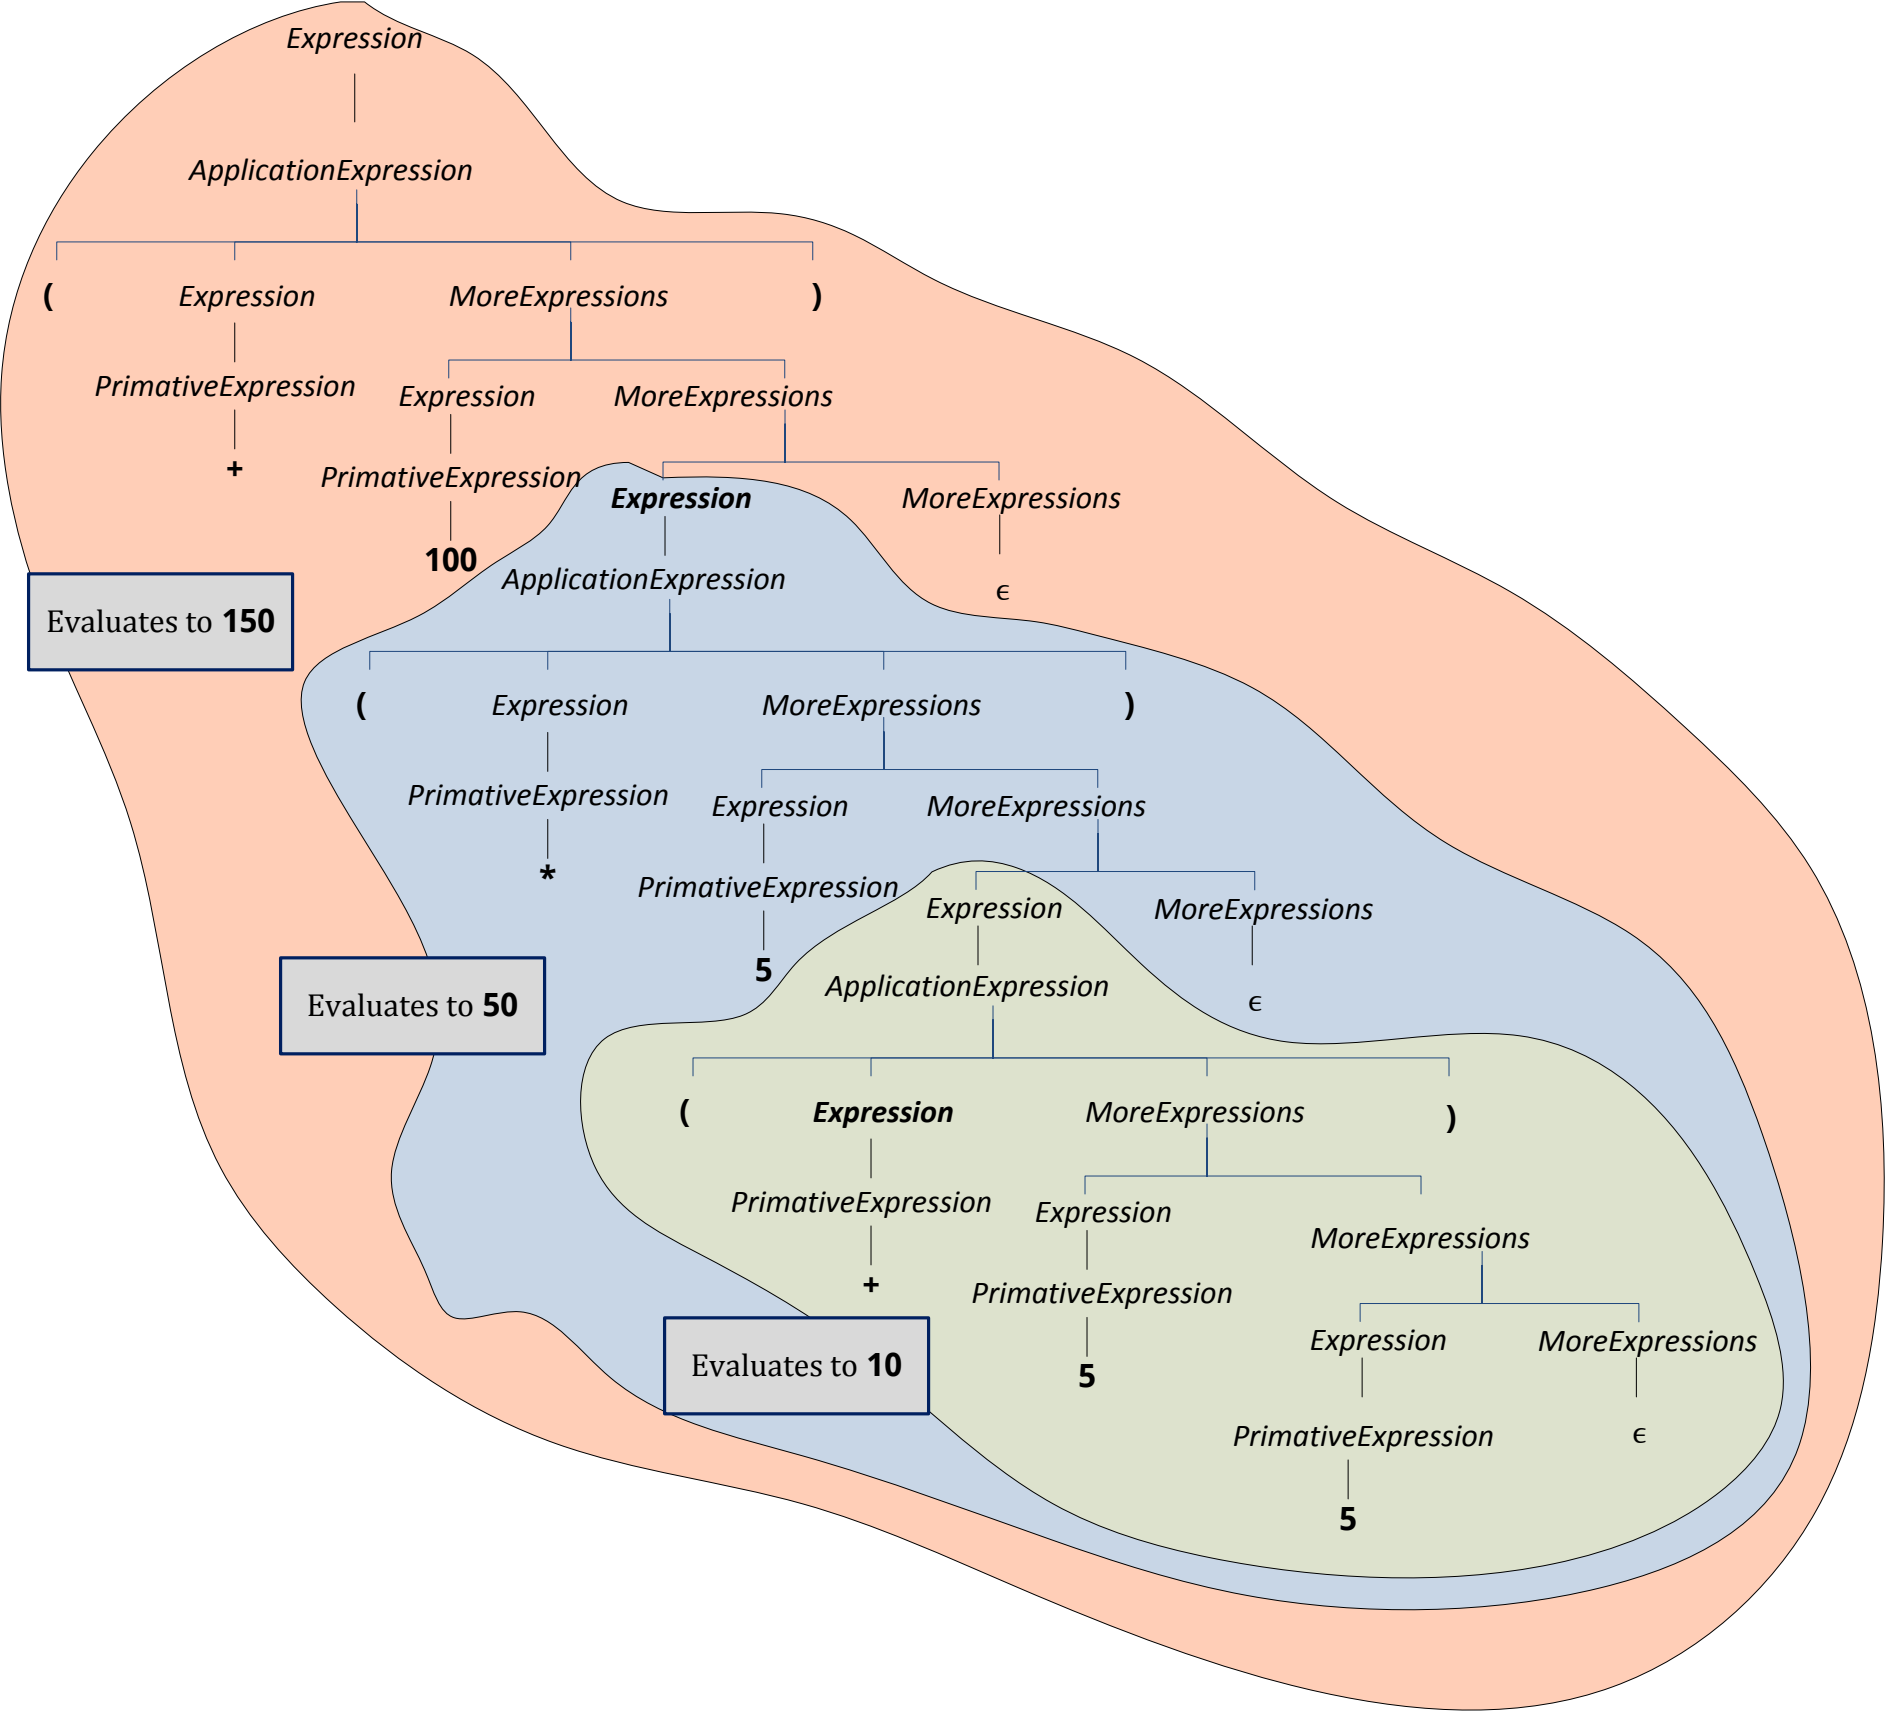 Expression
ApplicationExpression
( Expression MoreExpressions )
PrimativeExpression Expression MoreExpressions
+ PrimativeExpression Expression MoreExpressions
100 ApplicationExpression ϵ
Evaluates to 150
( Expression MoreExpressions )
PrimativeExpression Expression MoreExpressions
* PrimativeExpression Expression MoreExpressions
5 ApplicationExpression ϵ
Evaluates to 50
( Expression MoreExpressions )
PrimativeExpression Expression MoreExpressions
+ PrimativeExpression Expression MoreExpressions
Evaluates to 10 5 PrimativeExpression ϵ
5